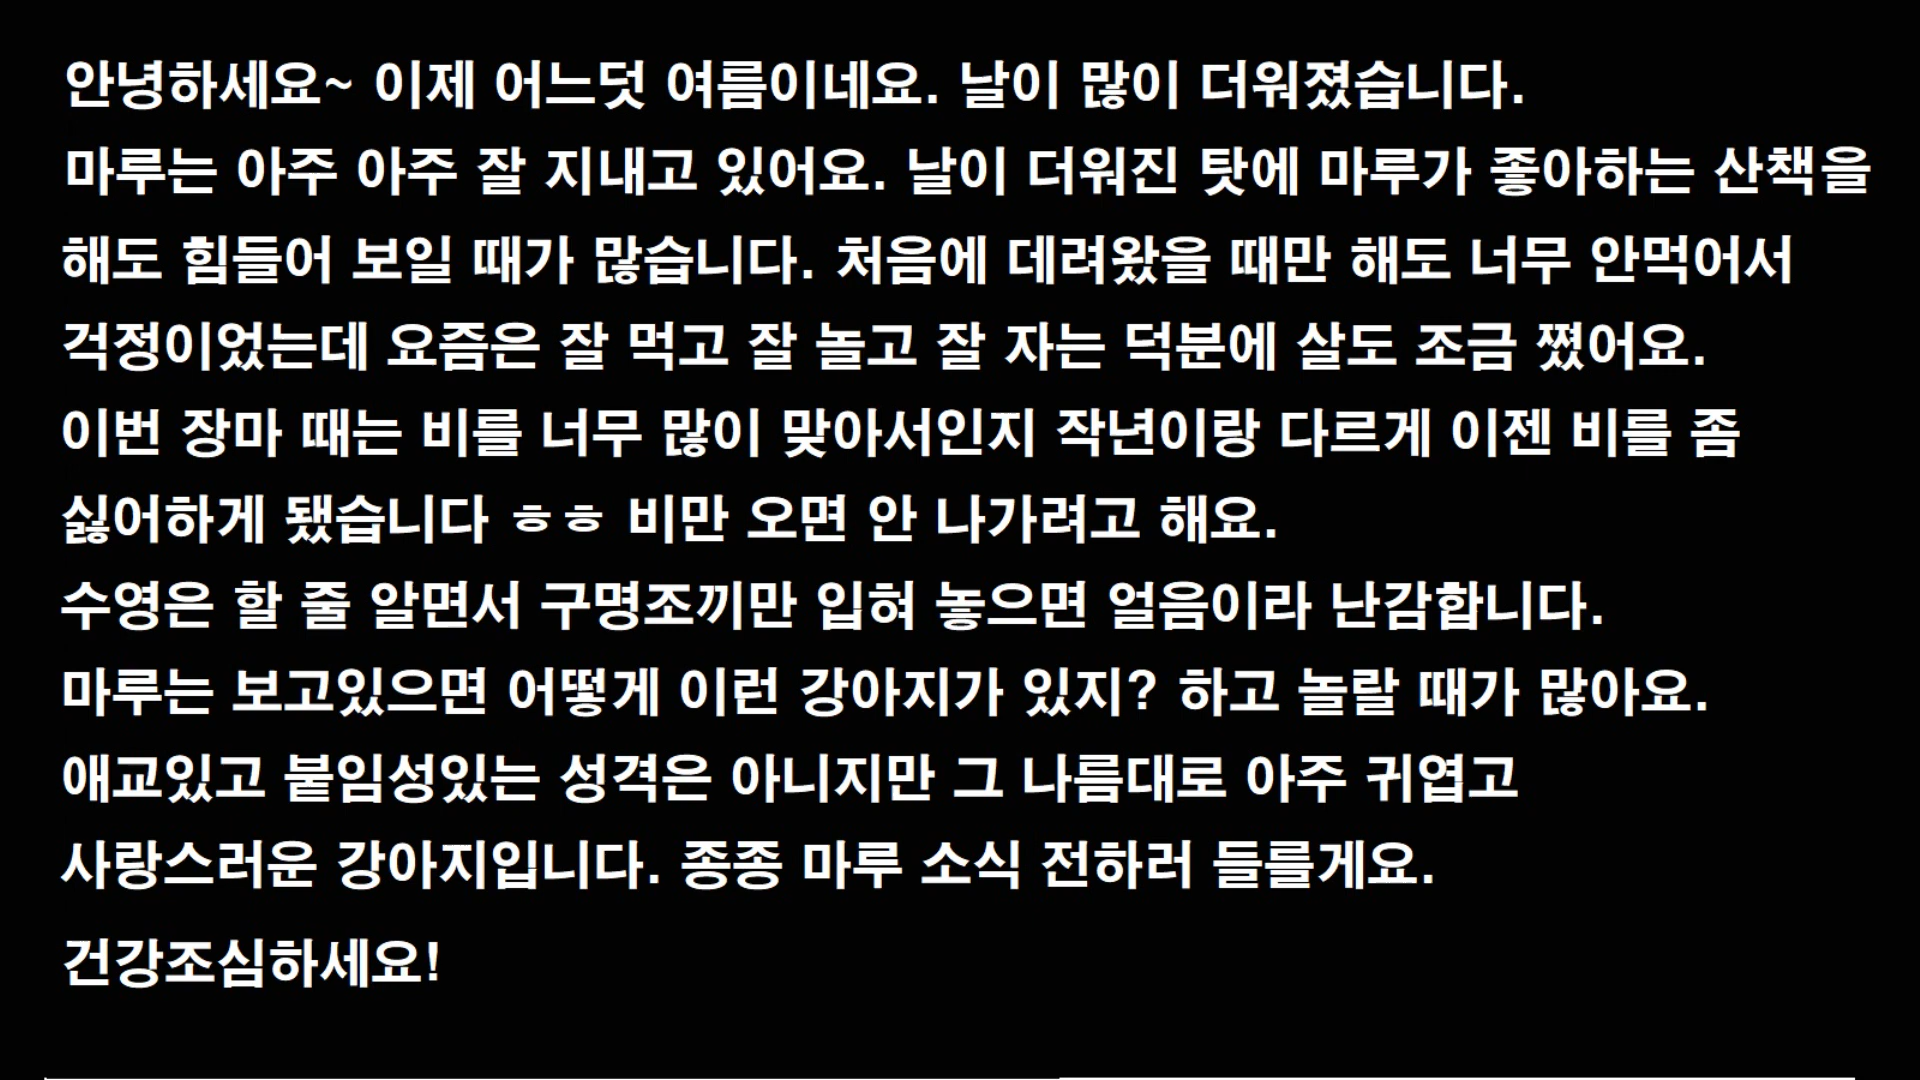 안녕하세요~ 이제 어느덧 여름이네요. 날이 많이 더워졌습니다.
마루는 아주 아주 잘 지내고 있어요. 날이 더워진 탓에 마루가 좋아하는 산책을
해도 힘들어 보일 때가 많습니다. 처음에 데려왔을 때만 해도 너무 안먹어서
걱정이었는데 요즘은 잘 먹고 잘 놀고 잘 자는 덕분에 살도 조금 쪘어요.
이번 장마 때는 비를 너무 많이 맞아서인지 작년이랑 다르게 이젠 비를 좀
싫어하게 됐습니다 ㅎㅎ 비만 오면 안 나가려고 해요.
수영은 할 줄 알면서 구명조끼만 입혀 놓으면 얼음이라 난감합니다.
마루는 보고있으면 어떻게 이런 강아지가 있지? 하고 놀랄 때가 많아요.
애교있고 붙임성있는 성격은 아니지만 그 나름대로 아주 귀엽고
사랑스러운 강아지입니다. 종종 마루 소식 전하러 들를게요.
건강조심하세요!